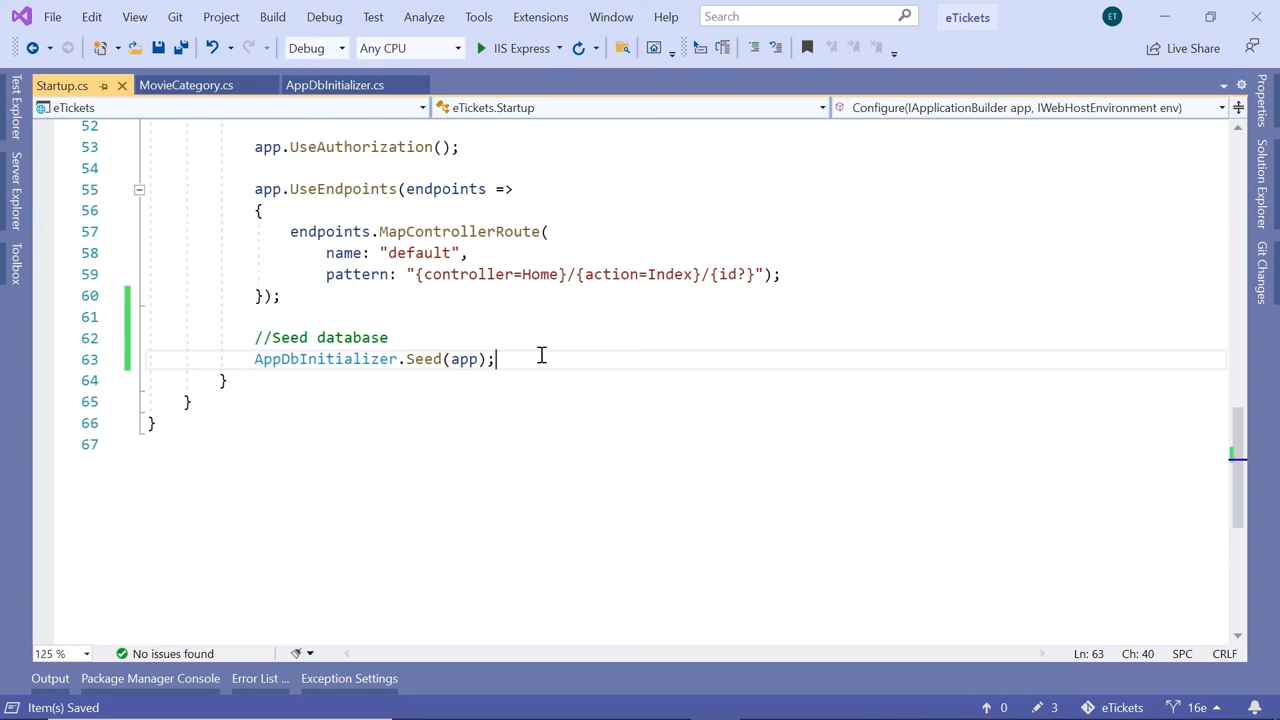 File Edit View Git Project Build Debug Test Analyze Tools Extensions Window Help Search eTickets ET
Debug Any CPU IIS Express Live Share
Startup.cs MovieCategory.cs AppDbInitializer.cs
eTickets eTickets.Startup Configure(IApplicationBuilder app, IWebHostEnvironment env)
Test Explorer
Server Explorer
Toolbox
52
53 app.UseAuthorization();
54
55 app.UseEndpoints(endpoints =>
56 {
57 endpoints.MapControllerRoute(
58 name: "default",
59 pattern: "{controller=Home}/{action=Index}/{id?}");
60 });
61
62 //Seed database
63 AppDbInitializer.Seed(app);
64 }
65 }
66 }
67
Properties
Solution Explorer
Git Changes
125 % No issues found Ln: 63 Ch: 40 SPC CRLF
Output Package Manager Console Error List ... Exception Settings
Item(s) Saved 0 3 eTickets 16e